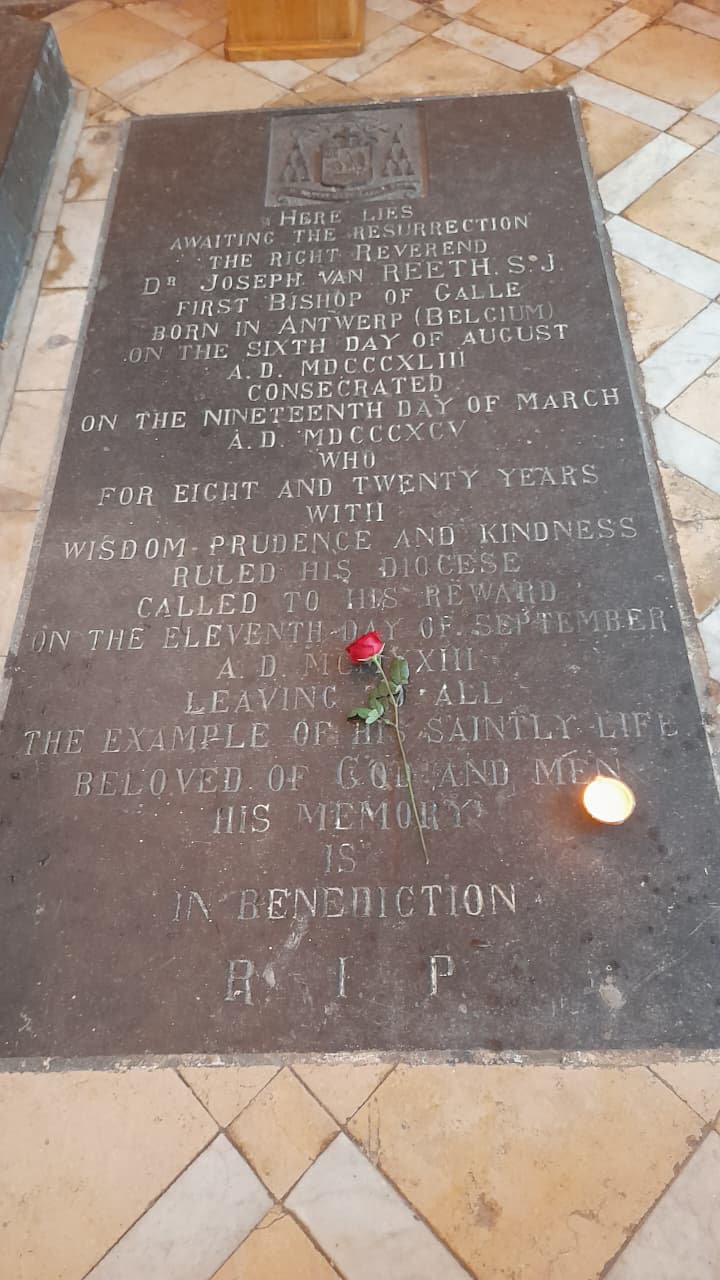 HERE LIES
AWAITING THE RESURRECTION
THE RIGHT REVEREND
DR JOSEPH VAN REETH. S.J.
FIRST BISHOP OF GALLE
BORN IN ANTWERP (BELGIUM)
ON THE SIXTH DAY OF AUGUST
A.D. MDCCCXLIII
CONSECRATED
ON THE NINETEENTH DAY OF MARCH
A.D. MDCCCXCV
WHO
FOR EIGHT AND TWENTY YEARS
WITH
WISDOM - PRUDENCE AND KINDNESS
RULED HIS DIOCESE
CALLED TO HIS REWARD
ON THE ELEVENTH DAY OF SEPTEMBER
A.D.
LEAVING ALL
THE EXAMPLE OF HIS SAINTLY LIFE
BELOVED OF GOD AND MEN
HIS MEMORY
IS
IN BENEDICTION
R I P